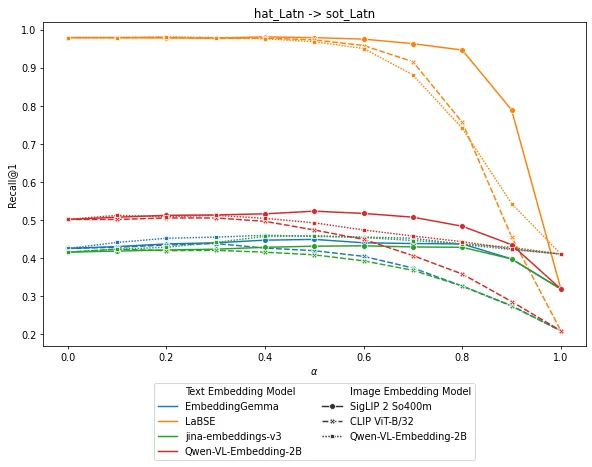 hat_Latn -> sot_Latn
1.0
0.9
0.8
0.7
0.6
0.5
0.4
0.3
0.2
Recall@1
0.0 0.2 0.4 0.6 0.8 1.0
α
Text Embedding Model Image Embedding Model
EmbeddingGemma SigLIP 2 So400m
LaBSE CLIP ViT-B/32
jina-embeddings-v3 Qwen-VL-Embedding-2B
Qwen-VL-Embedding-2B